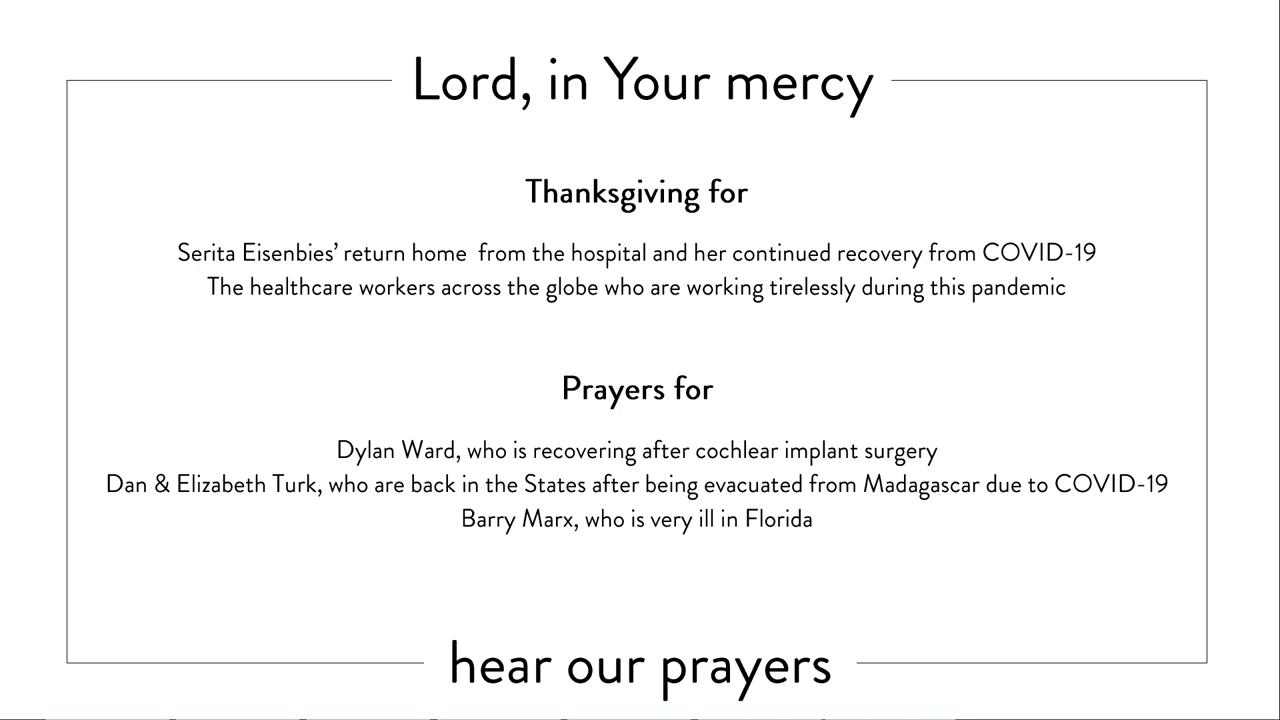 Lord, in Your mercy
Thanksgiving for
Serita Eisenbies’ return home  from the hospital and her continued recovery from COVID-19
The healthcare workers across the globe who are working tirelessly during this pandemic
Prayers for
Dylan Ward, who is recovering after cochlear implant surgery
Dan & Elizabeth Turk, who are back in the States after being evacuated from Madagascar due to COVID-19
Barry Marx, who is very ill in Florida
hear our prayers